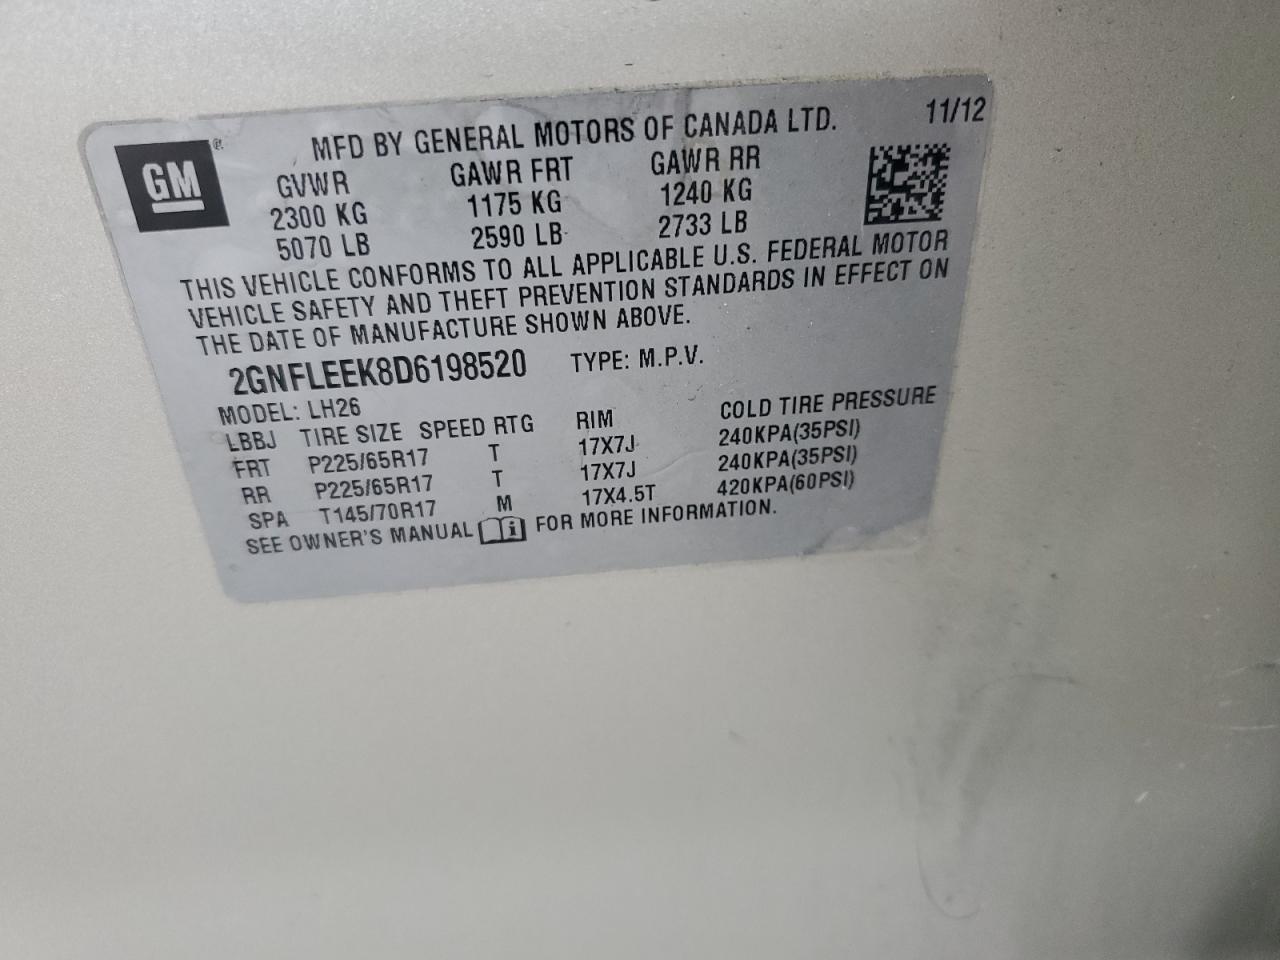 MFD BY GENERAL MOTORS OF CANADA LTD. 11/12
GM®
GVWR GAWR FRT GAWR RR
2300 KG 1175 KG 1240 KG
5070 LB 2590 LB 2733 LB
THIS VEHICLE CONFORMS TO ALL APPLICABLE U.S. FEDERAL MOTOR
VEHICLE SAFETY AND THEFT PREVENTION STANDARDS IN EFFECT ON
THE DATE OF MANUFACTURE SHOWN ABOVE.
2GNFLEEK8D6198520 TYPE: M.P.V.
MODEL: LH26
LBBJ TIRE SIZE SPEED RTG RIM COLD TIRE PRESSURE
FRT P225/65R17 T 17X7J 240KPA(35PSI)
RR P225/65R17 T 17X7J 240KPA(35PSI)
SPA T145/70R17 M 17X4.5T 420KPA(60PSI)
SEE OWNER'S MANUAL i FOR MORE INFORMATION.